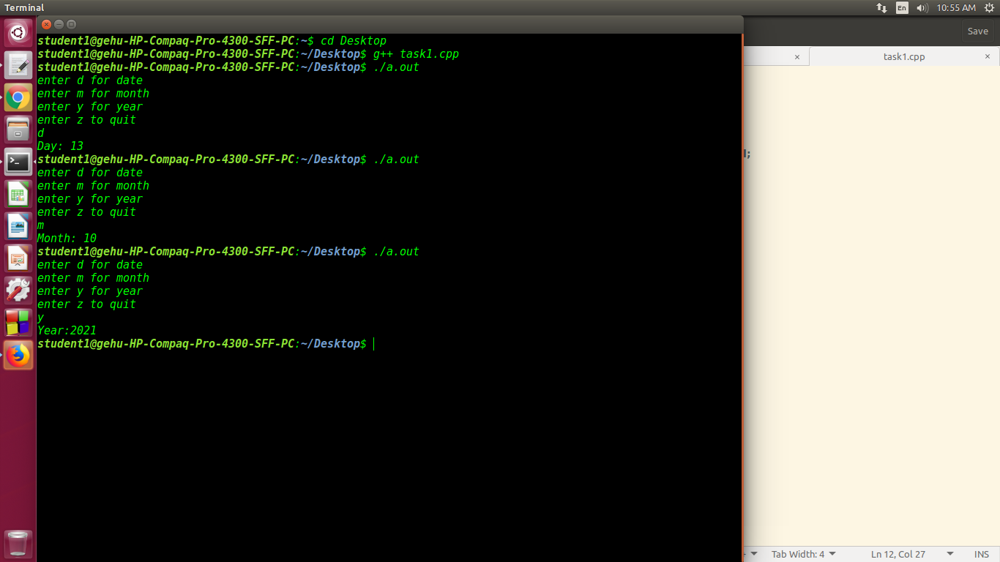 Terminal
En
10:55 AM
Save
task1.cpp
student1@gehu-HP-Compaq-Pro-4300-SFF-PC:~$ cd Desktop
student1@gehu-HP-Compaq-Pro-4300-SFF-PC:~/Desktop$ g++ task1.cpp
student1@gehu-HP-Compaq-Pro-4300-SFF-PC:~/Desktop$ ./a.out
enter d for date
enter m for month
enter y for year
enter z to quit
d
Day: 13
student1@gehu-HP-Compaq-Pro-4300-SFF-PC:~/Desktop$ ./a.out
enter d for date
enter m for month
enter y for year
enter z to quit
m
Month: 10
student1@gehu-HP-Compaq-Pro-4300-SFF-PC:~/Desktop$ ./a.out
enter d for date
enter m for month
enter y for year
enter z to quit
y
Year:2021
student1@gehu-HP-Compaq-Pro-4300-SFF-PC:~/Desktop$
Tab Width: 4
Ln 12, Col 27
INS